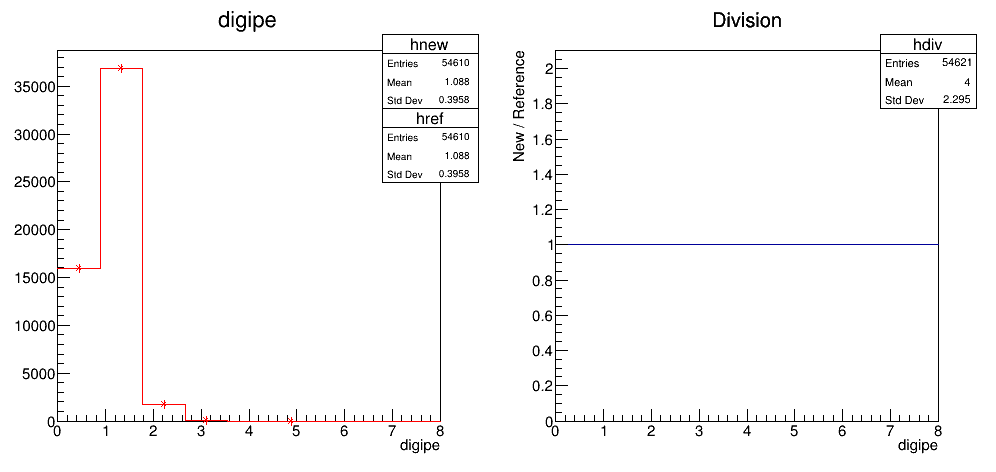 digipe
hnew
Entries 54610
Mean 1.088
Std Dev 0.3958
href
Entries 54610
Mean 1.088
Std Dev 0.3958
35000
30000
25000
20000
15000
10000
5000
0
0 1 2 3 4 5 6 7 8
digipe
Division
hdiv
Entries 54621
Mean 4
Std Dev 2.295
New / Reference
2
1.8
1.6
1.4
1.2
1
0.8
0.6
0.4
0.2
0
0 1 2 3 4 5 6 7 8
digipe